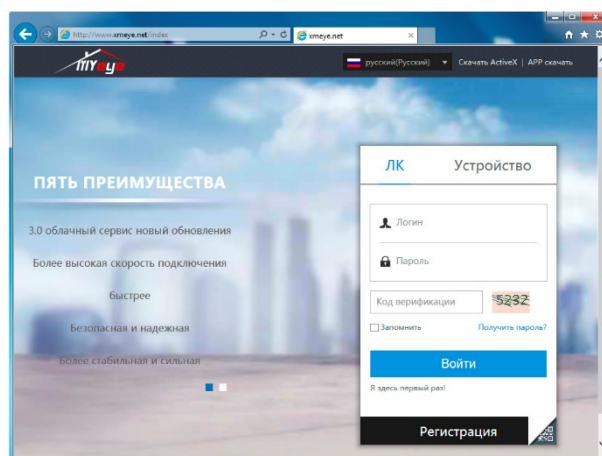 http://www.xmeye.net/index
xmeye.net
XMeye
русский(Русский)
Скачать ActiveX | APP скачать
ПЯТЬ ПРЕИМУЩЕСТВА
3.0 облачный сервис новый обновления
Более высокая скорость подключения
быстрее
Безопасная и надежная
Более стабильная и сильная
ЛК
Устройство
Логин
Пароль
Код верификации
5232
Запомнить
Получить пароль?
Войти
Я здесь первый раз!
Регистрация